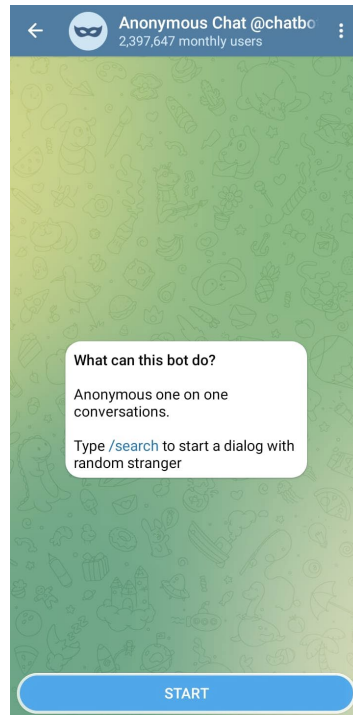 Anonymous Chat @chatbo
2,397,647 monthly users
What can this bot do?
Anonymous one on one
conversations.
Type /search to start a dialog with
random stranger
START